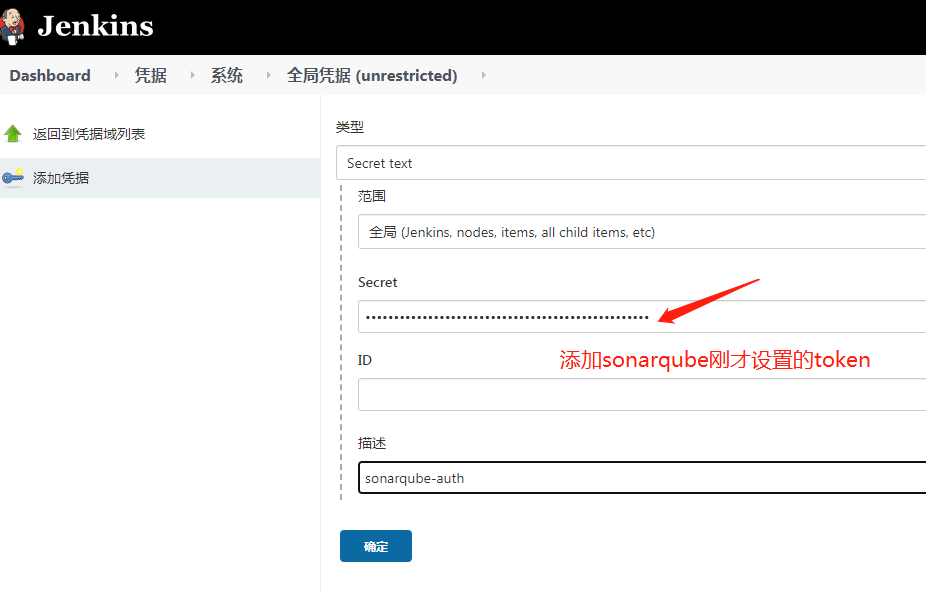 Jenkins
Dashboard 凭据 系统 全局凭据 (unrestricted)
返回到凭据域列表
添加凭据
类型
Secret text
范围
全局 (Jenkins, nodes, items, all child items, etc)
Secret
••••••••••••••••••••••••••••••••••••••••••••••••••
添加sonarqube刚才设置的token
ID
描述
sonarqube-auth
确定